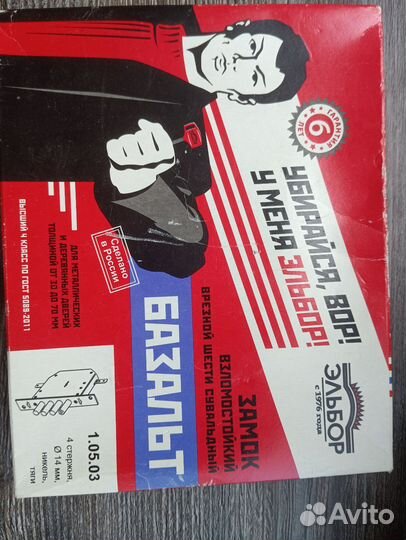 ГАРАНТИЯ
6
ЛЕТ
УБИРАЙСЯ, ВОР!
У МЕНЯ ЭЛЬБОР!
ЭЛЬБОР
с 1976 года
Сделано
в России
БАЗАЛЬТ
ЗАМОК
ВЗЛОМОСТОЙКИЙ
ВРЕЗНОЙ ШЕСТИ СУВАЛЬДНЫЙ
ДЛЯ МЕТАЛЛИЧЕСКИХ
И ДЕРЕВЯННЫХ ДВЕРЕЙ
ТОЛЩИНОЙ ОТ 30 ДО 70 ММ
ВЫСШИЙ 4 КЛАСС ПО ГОСТ 5089-2011
1.05.03
4 стержня,
Ø 14 мм,
никель,
тяги
Avito